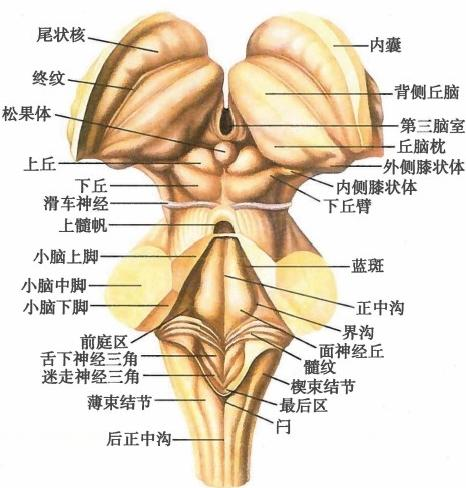 尾状核
终纹
松果体
上丘
下丘
滑车神经
上髓帆
小脑上脚
小脑中脚
小脑下脚
前庭区
舌下神经三角
迷走神经三角
薄束结节
后正中沟
内囊
背侧丘脑
第三脑室
丘脑枕
外侧膝状体
内侧膝状体
下丘臂
蓝斑
正中沟
界沟
面神经丘
髓纹
楔束结节
最后区
闩